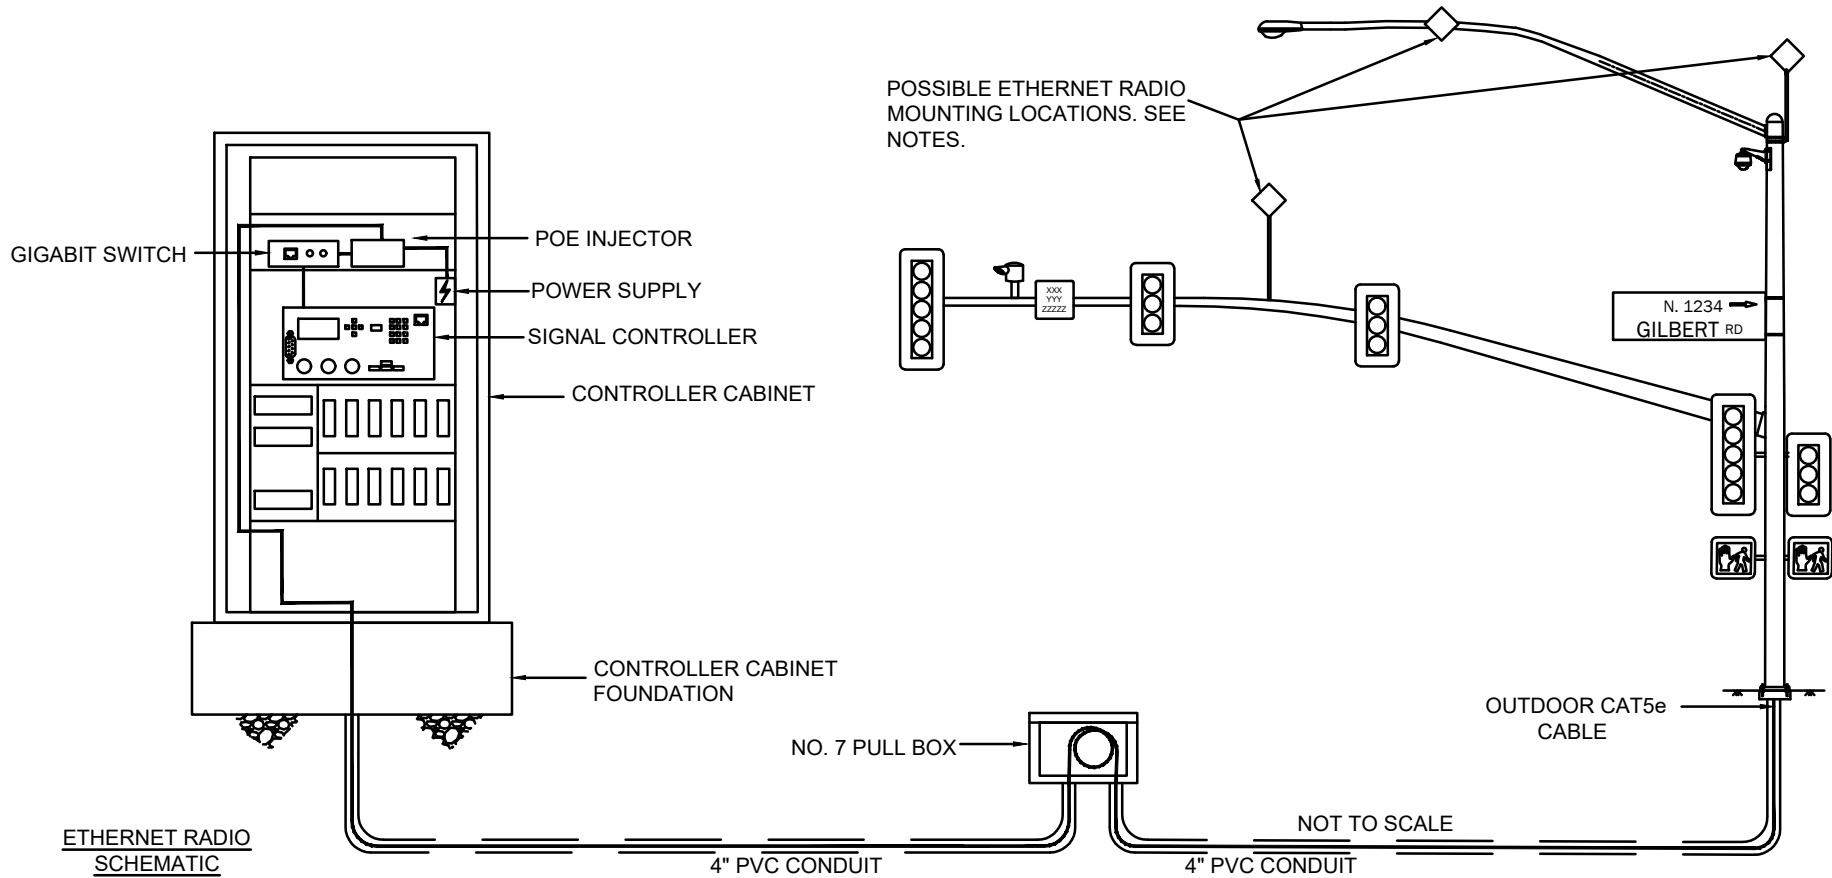 POSSIBLE ETHERNET RADIO
MOUNTING LOCATIONS. SEE
NOTES.
GIGABIT SWITCH
POE INJECTOR
POWER SUPPLY
SIGNAL CONTROLLER
CONTROLLER CABINET
XXX
YYY
ZZZZZ
N. 1234
GILBERT RD
CONTROLLER CABINET
FOUNDATION
NO. 7 PULL BOX
OUTDOOR CAT5e
CABLE
NOT TO SCALE
4" PVC CONDUIT
4" PVC CONDUIT
ETHERNET RADIO
SCHEMATIC